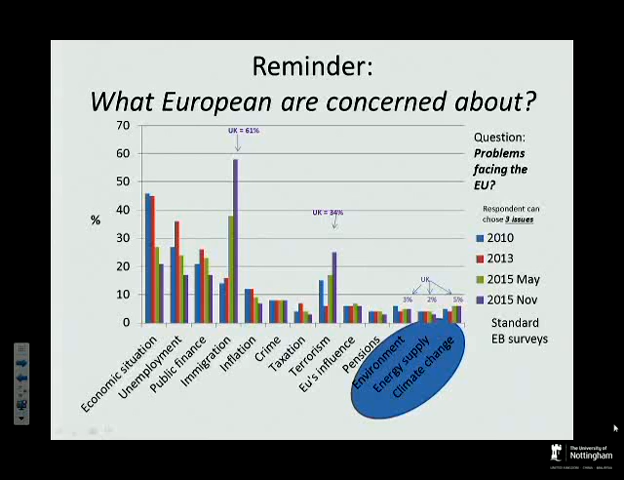 Reminder:
What European are concerned about?
70
60
50
40
30
20
10
0
%
UK = 61%
UK = 34%
UK
3%
2%
5%
Economic situation
Unemployment
Public finance
Immigration
Inflation
Crime
Taxation
Terrorism
Eu's influence
Pensions
Environment
Energy supply
Climate change
Question:
Problems
facing the
EU?
Respondent can
chose 3 issues
2010
2013
2015 May
2015 Nov
Standard
EB surveys
The University of
Nottingham